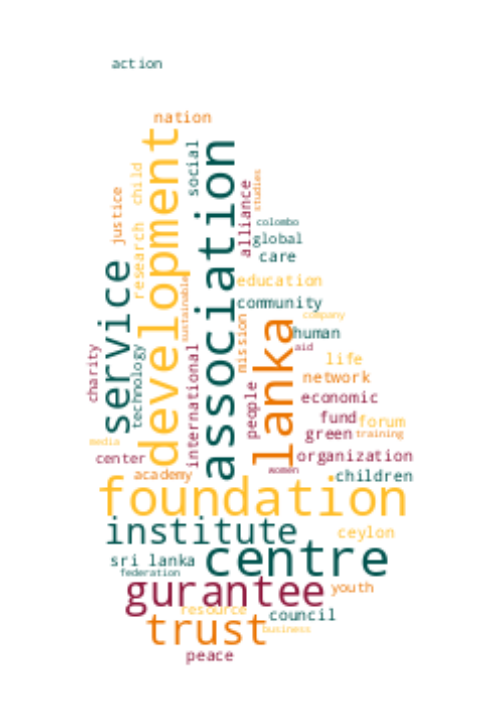 action
nation
development
association
social
child
studies
justice
alliance
colombo
research
global
care
service
education
sustainable
community
company
mission
human
lanka
technology
international
charity
aid
life
network
people
economic
fund
forum
green
training
media
center
organization
women
academy
children
foundation
institute
ceylon
centre
sri lanka
federation
gurantee
youth
resource
council
trust
business
peace